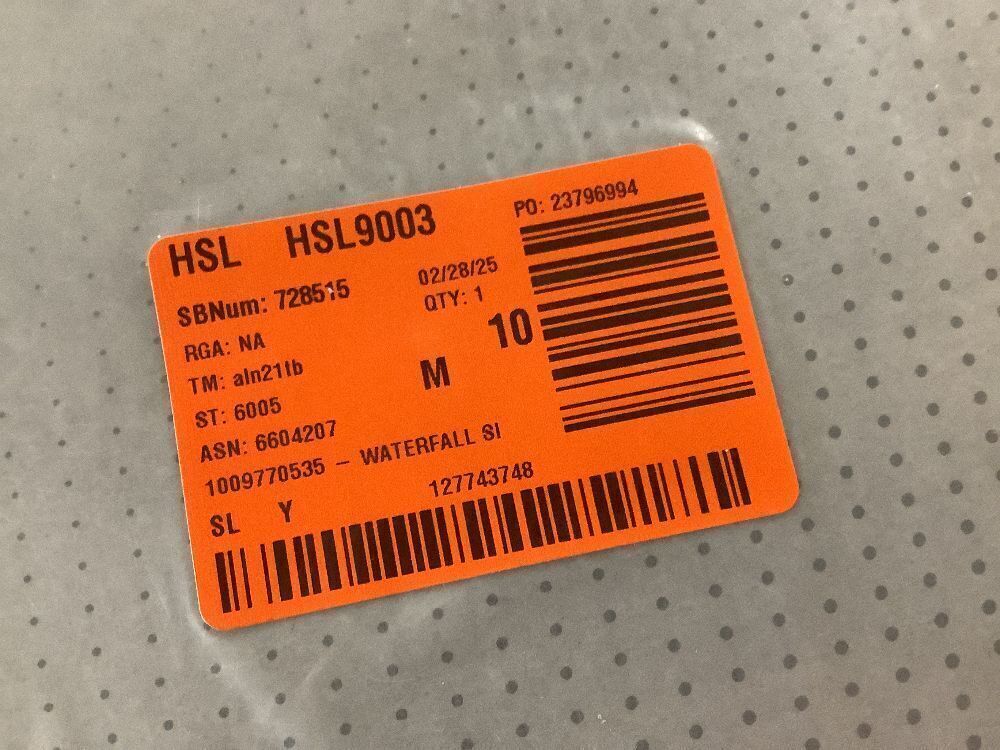 HSL HSL9003
PO: 23796994
SBNum: 728515
02/28/25
RGA: NA
QTY: 1
10
TM: aln21lb
M
ST: 6005
ASN: 6604207
1009770535 - WATERFALL SI
SL Y
127743748